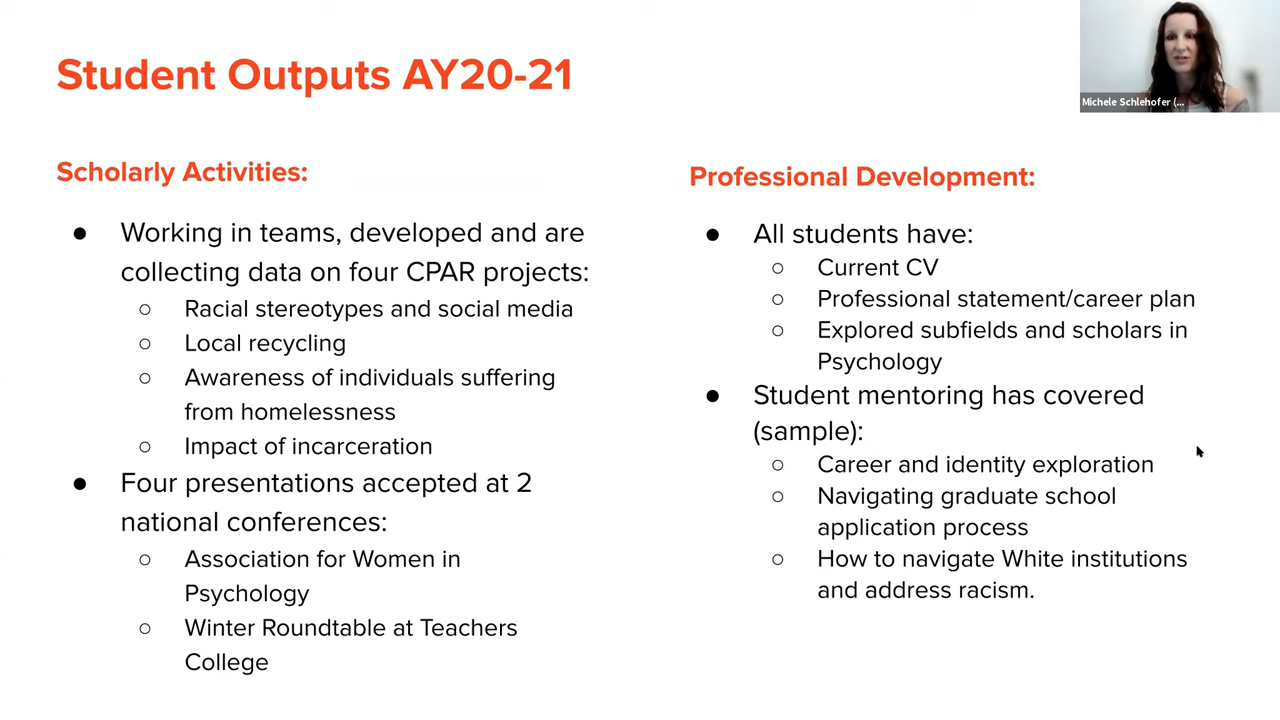 Student Outputs AY20-21
Michele Schlehofer (...
Scholarly Activities:
● Working in teams, developed and are
collecting data on four CPAR projects:
○ Racial stereotypes and social media
○ Local recycling
○ Awareness of individuals suffering
from homelessness
○ Impact of incarceration
● Four presentations accepted at 2
national conferences:
○ Association for Women in
Psychology
○ Winter Roundtable at Teachers
College
Professional Development:
● All students have:
○ Current CV
○ Professional statement/career plan
○ Explored subfields and scholars in
Psychology
● Student mentoring has covered
(sample):
○ Career and identity exploration
○ Navigating graduate school
application process
○ How to navigate White institutions
and address racism.